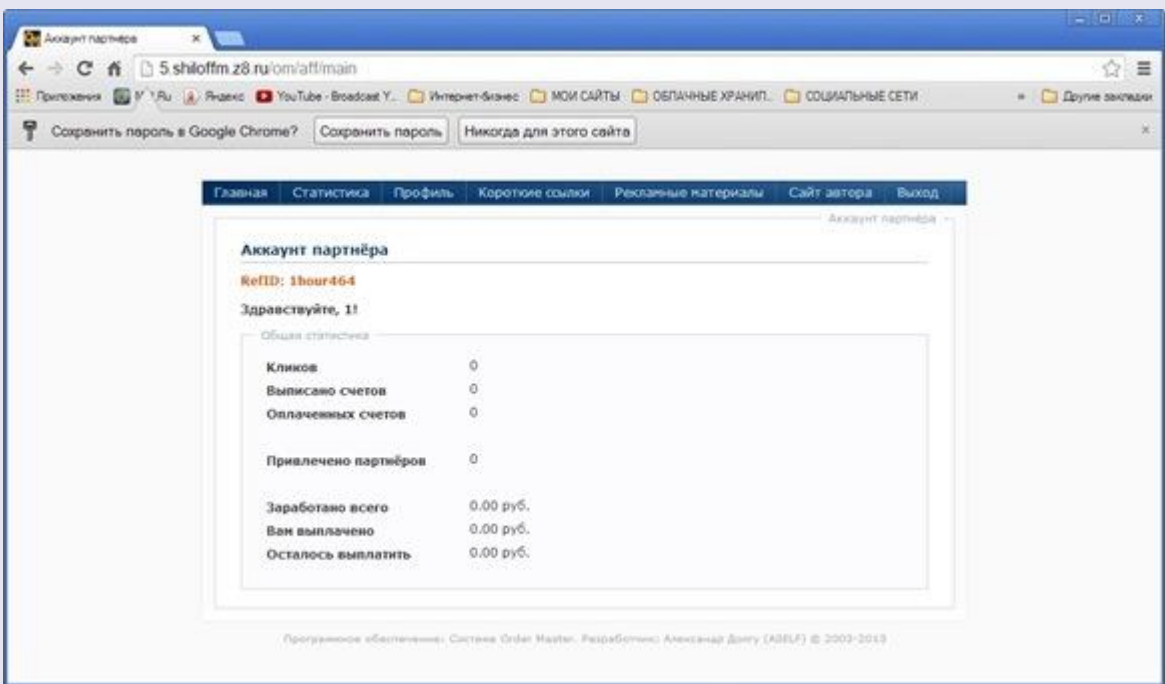 Аккаунт партнёра
5.shiloffm.z8.ru/om/aff/main
Приложения Яндекс YouTube - Broadcast Y... Интернет-бизнес МОИ САЙТЫ ОБЛАЧНЫЕ ХРАНИЛ... СОЦИАЛЬНЫЕ СЕТИ » Другие закладки
Сохранить пароль в Google Chrome? Сохранить пароль Никогда для этого сайта
Главная Статистика Профиль Короткие ссылки Рекламные материалы Сайт автора Выход
Аккаунт партнёра
Аккаунт партнёра
RefID: 1hour464
Здравствуйте, 1!
Общая статистика
Кликов 0
Выписано счетов 0
Оплаченных счетов 0
Привлечено партнёров 0
Заработано всего 0.00 руб.
Вам выплачено 0.00 руб.
Осталось выплатить 0.00 руб.
Программное обеспечение: Система Order Master. Разработчик: Александр Долгу (ADELF) © 2003-2013